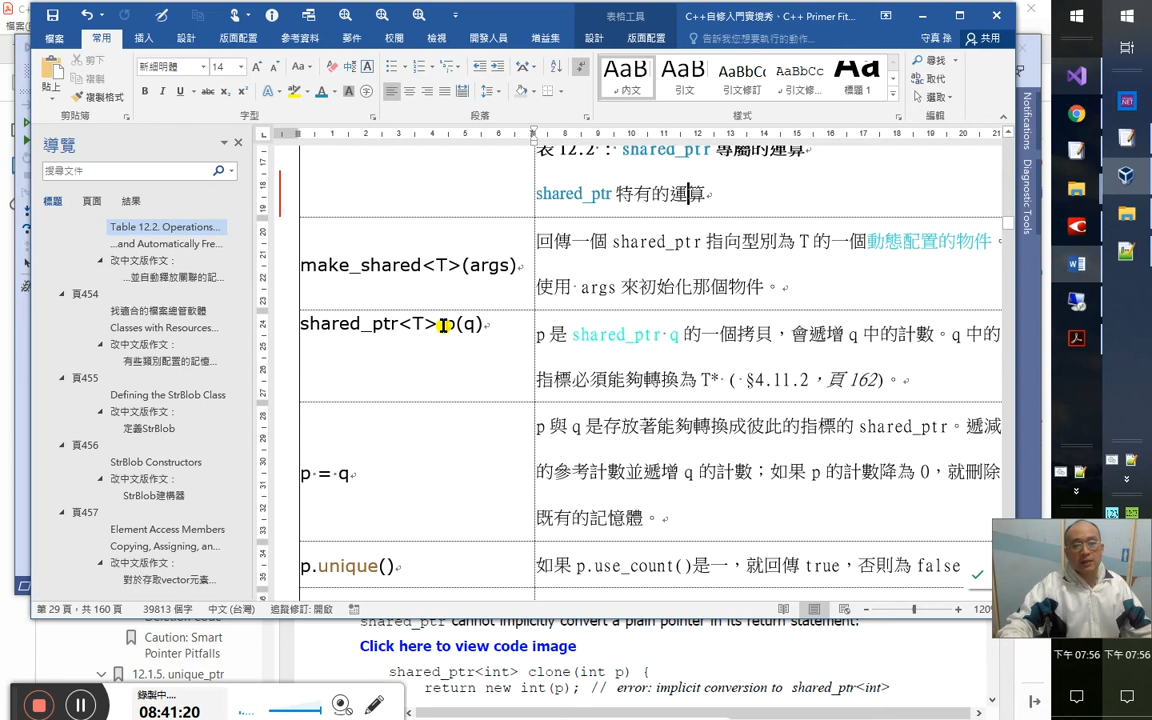 C++自修入門實境秀、C++ Primer Fit...
表格工具
檔案 常用 插入 設計 版面配置 參考資料 郵件 校閱 檢視 開發人員 增益集 設計 版面配置 告訴我您想要執行的動作... 守真 孫 共用
貼上 剪下 複製 複製格式
新細明體 14
B I U abc x₂ x²
AaBb 內文 AaBb 引文 AaBbCc 引文修訂 AaBbCc 引文修... AaB 標題 1
尋找 取代 選取
剪貼簿 字型 段落 樣式 編輯
導覽
搜尋文件
標題 頁面 結果
Table 12.2. Operations...
...and Automatically Fre...
改中文版作文：
...並自動釋放關聯的記...
頁454
找適合的檔案總管軟體
Classes with Resources...
改中文版作文：
有些類別配置的記憶...
頁455
Defining the StrBlob Class
改中文版作文：
定義StrBlob
頁456
StrBlob Constructors
改中文版作文：
StrBlob建構器
頁457
Element Access Members
Copying, Assigning, an...
改中文版作文：
對於存取vector元素...
表 12.2： shared_ptr 專屬的運算
shared_ptr 特有的運算
make_shared<T>(args)
回傳一個 shared_ptr 指向型別為 T 的一個動態配置的物件。
使用 args 來初始化那個物件。
shared_ptr<T> p(q)
p 是 shared_ptr q 的一個拷貝，會遞增 q 中的計數。q 中的
指標必須能夠轉換為 T* ( §4.11.2，頁 162)。
p = q
p 與 q 是存放著能夠轉換成彼此的指標的 shared_ptr。遞減
的參考計數並遞增 q 的計數；如果 p 的計數降為 0，就刪除
既有的記憶體。
p.unique()
如果 p.use_count()是一，就回傳 true，否則為 false
第 29 頁，共 160 頁 39813 個字 中文 (台灣) 追蹤修訂: 開啟 120%
Notifications
Diagnostic Tools
Caution: Smart
Pointer Pitfalls
12.1.5. unique_ptr
shared_ptr cannot implicitly convert a plain pointer in its return statement:
Click here to view code image
shared_ptr<int> clone(int p) {
return new int(p); // error: implicit conversion to shared_ptr<int>
錄製中...
08:41:20
下午 07:56 下午 07:56